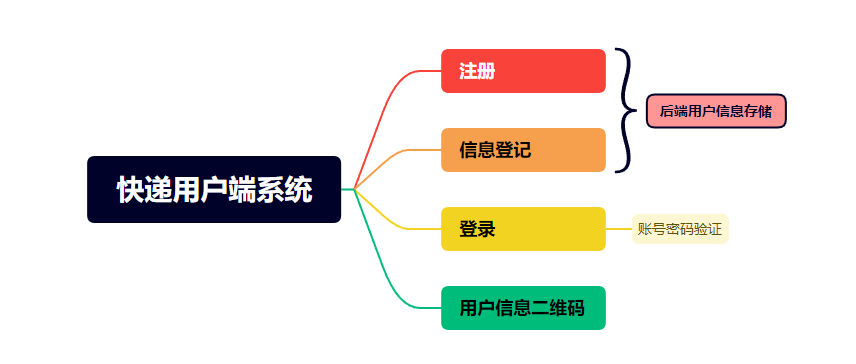 快递用户端系统
注册
信息登记
后端用户信息存储
登录
账号密码验证
用户信息二维码